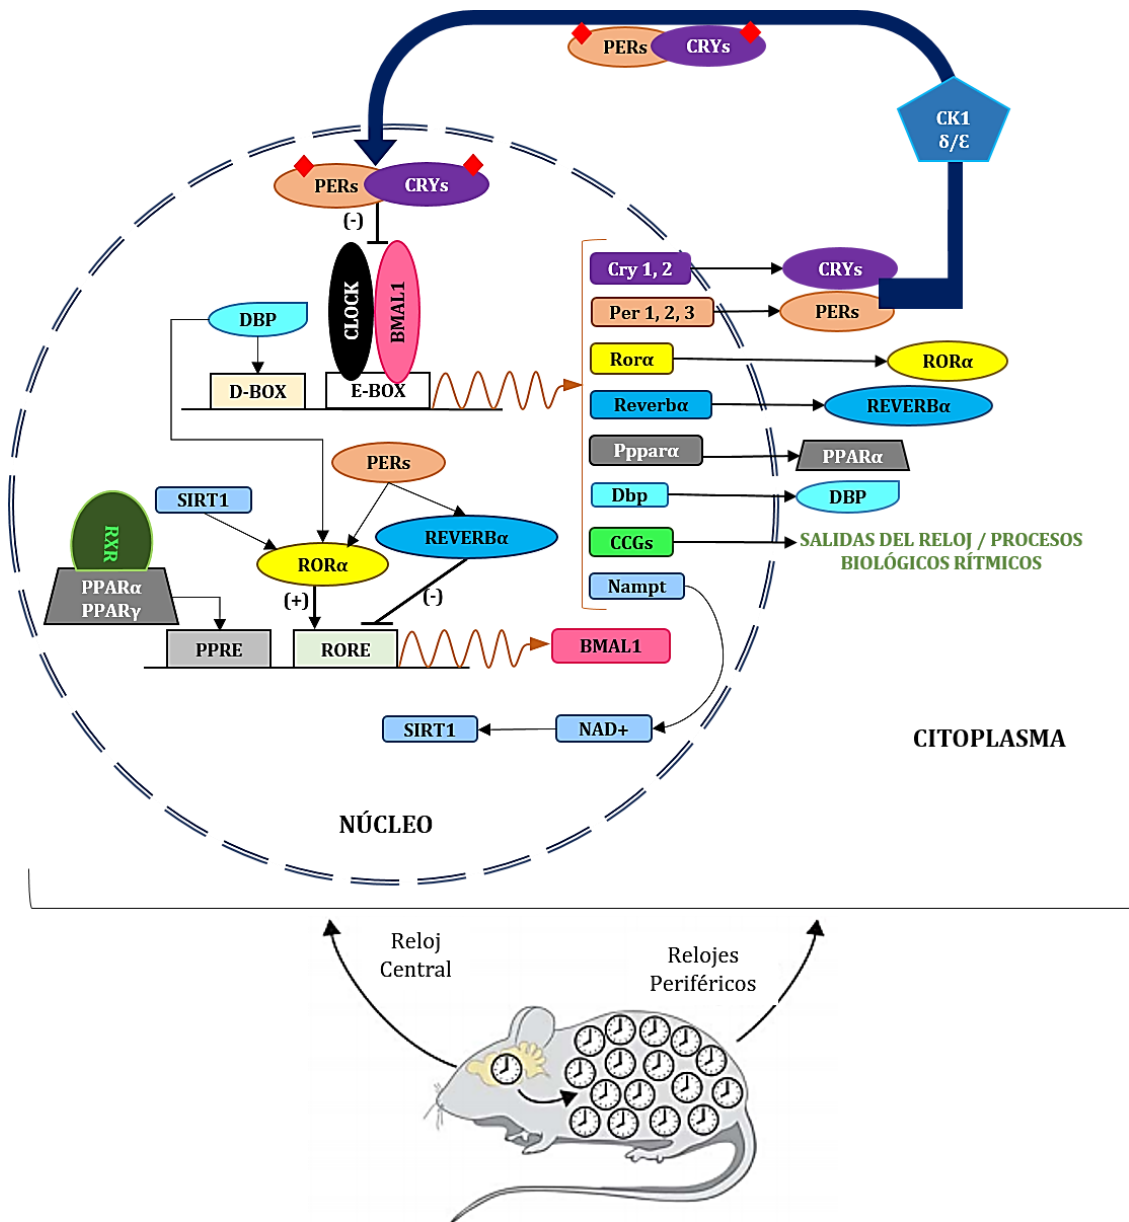 PERs CRYs
CK1
δ/Ɛ
PERs CRYs
(-)
CLOCK
BMAL1
DBP
D-BOX
E-BOX
Cry 1, 2
CRYs
Per 1, 2, 3
PERs
Rorα
RORα
Reverbα
REVERBα
Ppparα
PPARα
Dbp
DBP
CCGs
SALIDAS DEL RELOJ / PROCESOS
BIOLÓGICOS RÍTMICOS
Nampt
PERs
SIRT1
REVERBα
RXR
RORα
PPARα
PPARγ
(+)
(-)
PPRE
RORE
BMAL1
SIRT1
NAD+
CITOPLASMA
NÚCLEO
Reloj
Central
Relojes
Periféricos